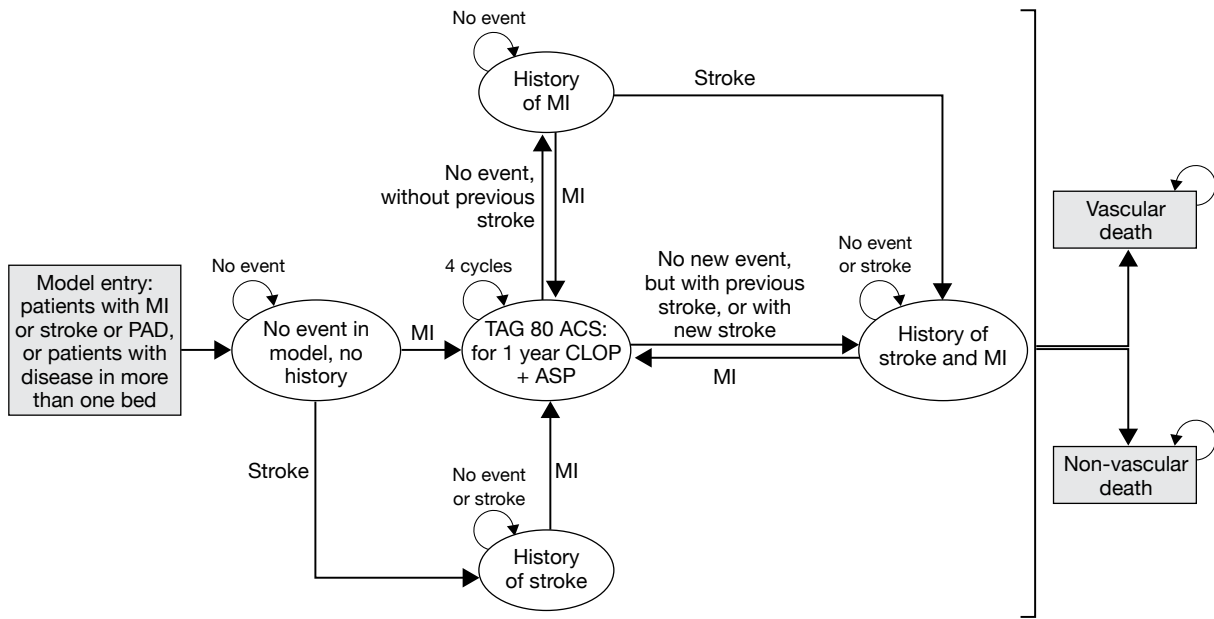 No event
History
of MI
Stroke
No event,
without previous
stroke
MI
Vascular
death
Model entry:
patients with MI
or stroke or PAD,
or patients with
disease in more
than one bed
No event
No event in
model, no
history
MI
4 cycles
TAG 80 ACS:
for 1 year CLOP
+ ASP
No new event,
but with previous
stroke, or with
new stroke
MI
No event
or stroke
History of
stroke and MI
Stroke
No event
or stroke
MI
History
of stroke
Non-vascular
death